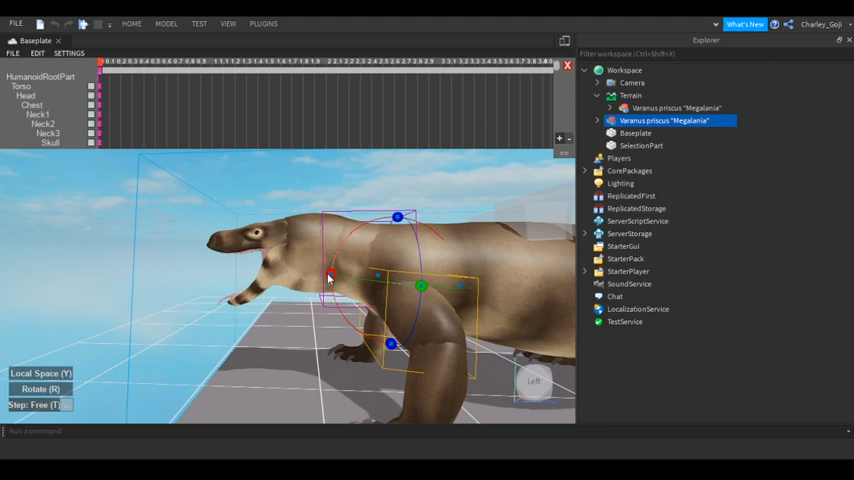 FILE
HOME MODEL TEST VIEW PLUGINS
What's New
Charley_Goji
Baseplate
FILE EDIT SETTINGS
HumanoidRootPart
Torso
Head
Chest
Neck1
Neck2
Neck3
Skull
Left
Local Space (Y)
Rotate (R)
Step: Free (T)
Run a command
Explorer
Filter workspace (Ctrl+Shift+X)
Workspace
Camera
Terrain
Varanus priscus "Megalania"
Varanus priscus "Megalania"
Baseplate
SelectionPart
Players
CorePackages
Lighting
ReplicatedFirst
ReplicatedStorage
ServerScriptService
ServerStorage
StarterGui
StarterPack
StarterPlayer
SoundService
Chat
LocalizationService
TestService